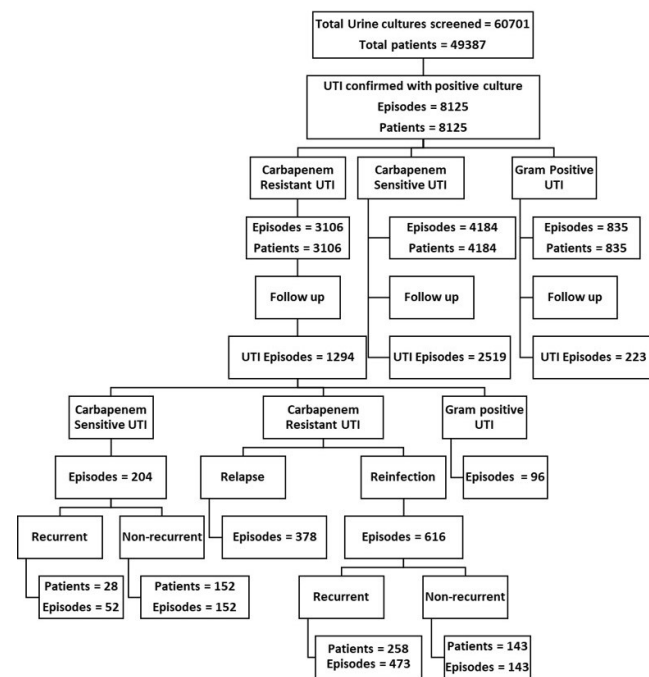 Total Urine cultures screened = 60701
Total patients = 49387
UTI confirmed with positive culture
Episodes = 8125
Patients = 8125
Carbapenem
Resistant UTI
Carbapenem
Sensitive UTI
Gram Positive
UTI
Episodes = 3106
Patients = 3106
Episodes = 4184
Patients = 4184
Episodes = 835
Patients = 835
Follow up
Follow up
Follow up
UTI Episodes = 1294
UTI Episodes = 2519
UTI Episodes = 223
Carbapenem
Sensitive UTI
Carbapenem
Resistant UTI
Gram positive
UTI
Episodes = 204
Relapse
Reinfection
Episodes = 96
Recurrent
Non-recurrent
Episodes = 378
Episodes = 616
Patients = 28
Episodes = 52
Patients = 152
Episodes = 152
Recurrent
Non-recurrent
Patients = 258
Episodes = 473
Patients = 143
Episodes = 143